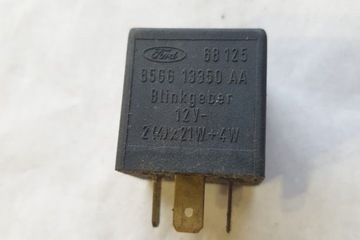 Ford 68 125
85GG 13350 AA
Blinkgeber
12V-
2(4)x21W+4W